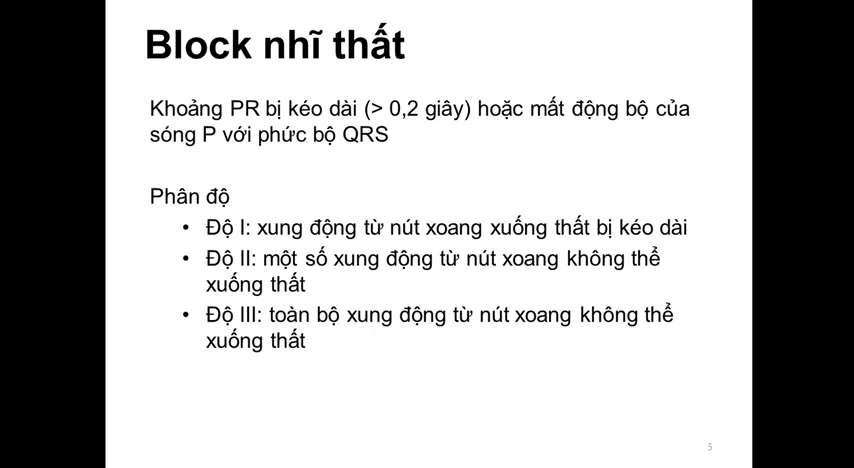 Block nhĩ thất
Khoảng PR bị kéo dài (> 0,2 giây) hoặc mất động bộ của
sóng P với phức bộ QRS
Phân độ
• Độ I: xung động từ nút xoang xuống thất bị kéo dài
• Độ II: một số xung động từ nút xoang không thể
xuống thất
• Độ III: toàn bộ xung động từ nút xoang không thể
xuống thất
5